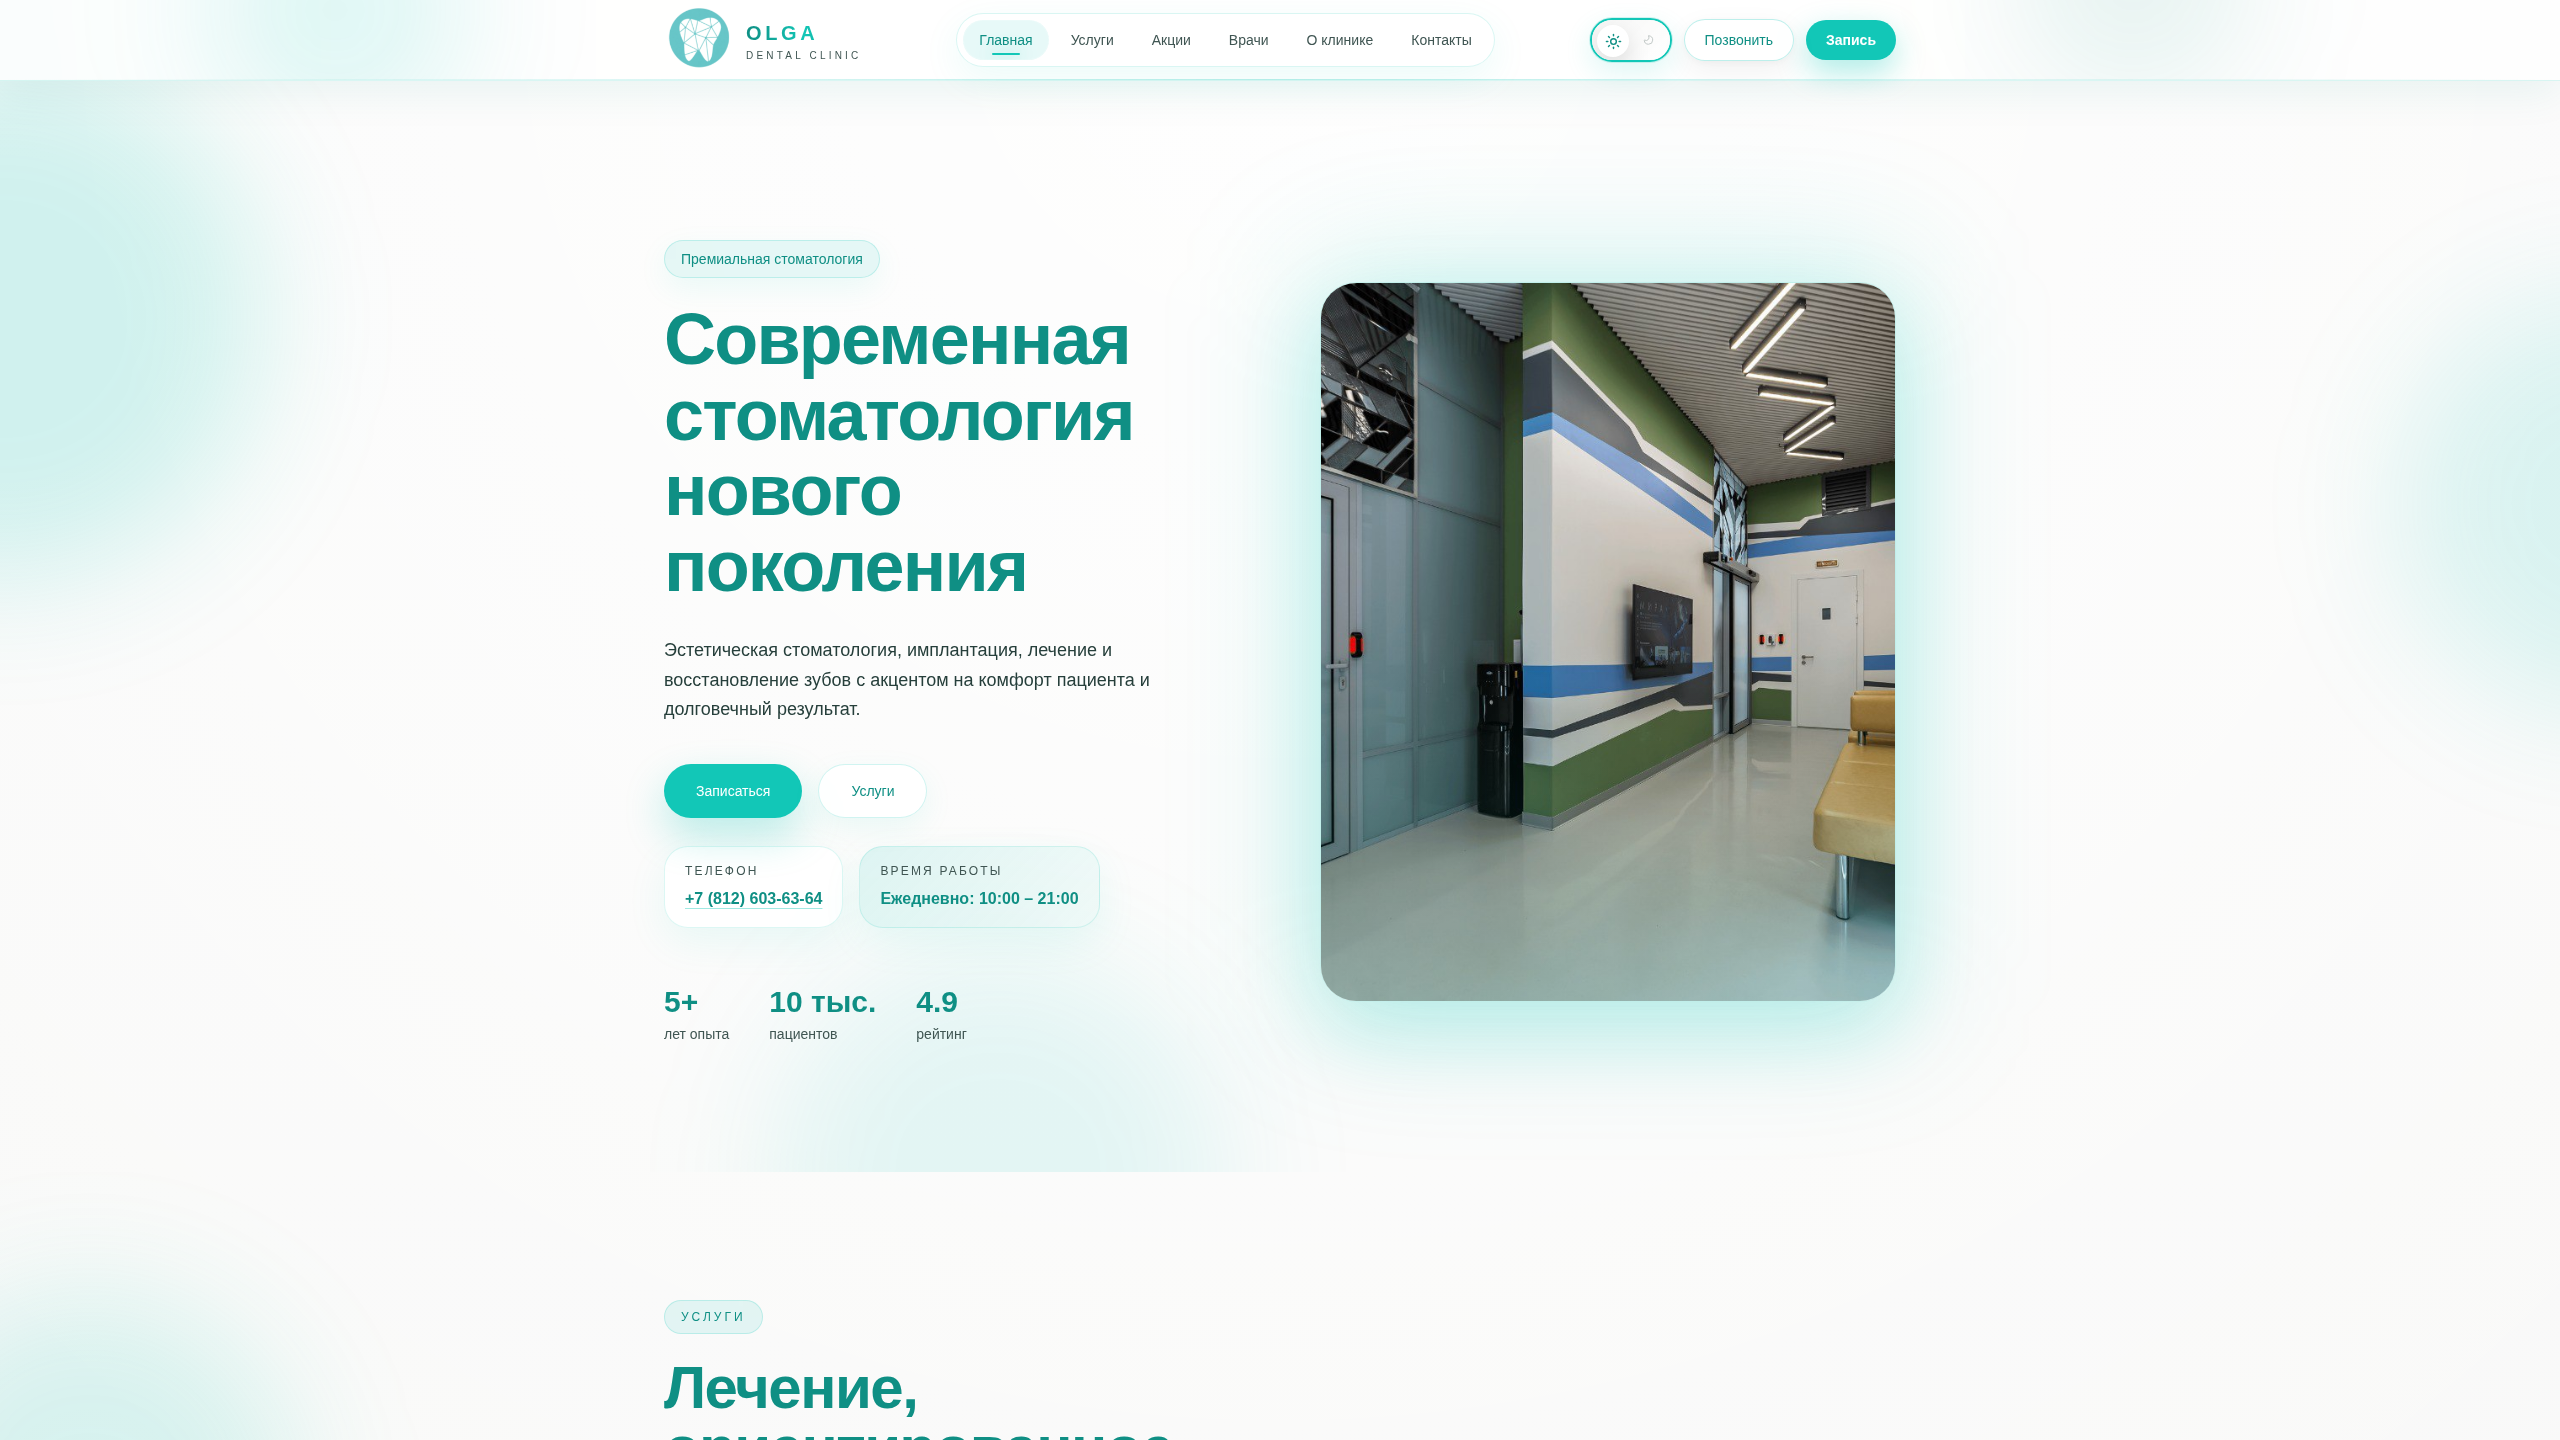 OLGA
DENTAL CLINIC
Главная
Услуги
Акции
Врачи
О клинике
Контакты
Позвонить
Запись
Премиальная стоматология
Современная
стоматология
нового
поколения
Эстетическая стоматология, имплантация, лечение и
восстановление зубов с акцентом на комфорт пациента и
долговечный результат.
Записаться
Услуги
ТЕЛЕФОН
+7 (812) 603-63-64
ВРЕМЯ РАБОТЫ
Ежедневно: 10:00 – 21:00
5+
лет опыта
10 тыс.
пациентов
4.9
рейтинг
УСЛУГИ
Лечение,